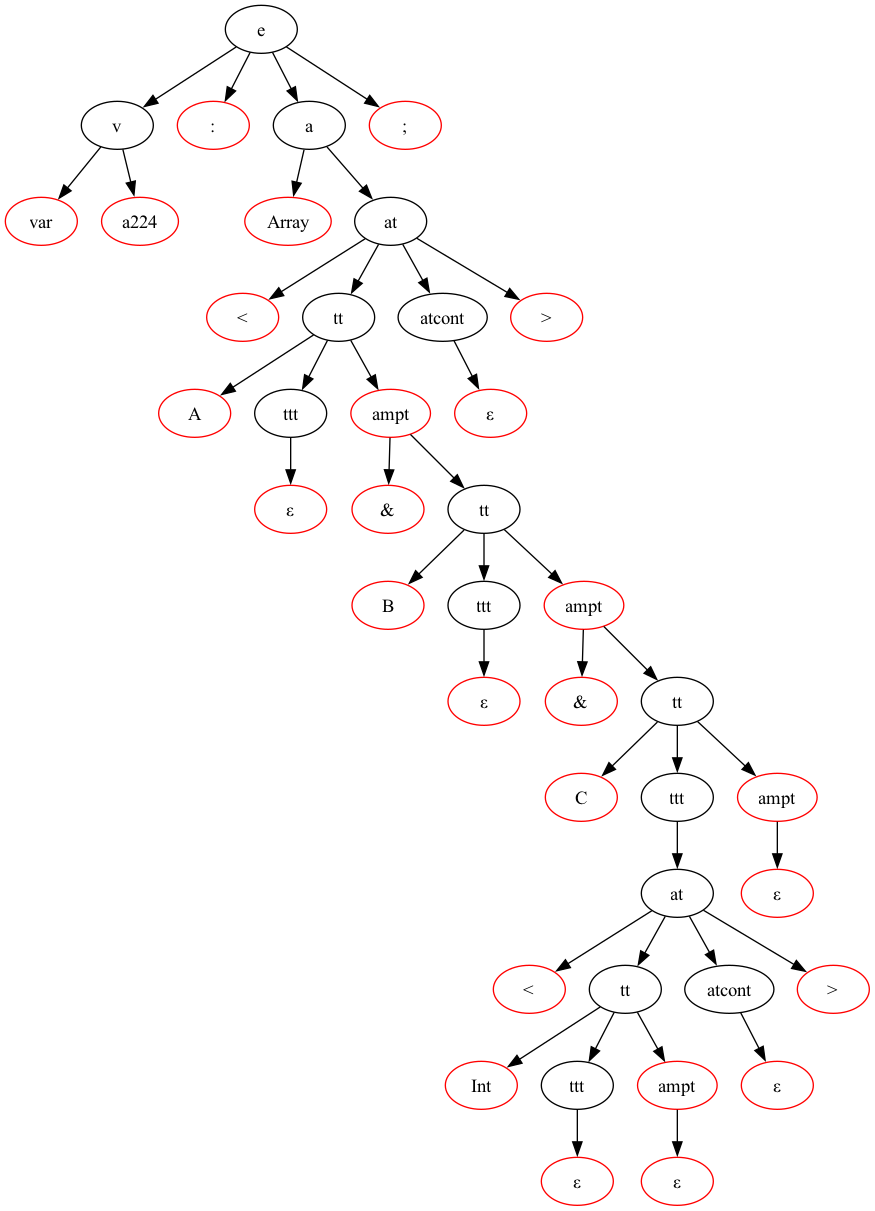 e
v : a ;
var a224 Array at
< tt atcont >
A ttt ampt ε
ε & tt
B ttt ampt
ε & tt
C ttt ampt
at ε
< tt atcont >
Int ttt ampt ε
ε ε